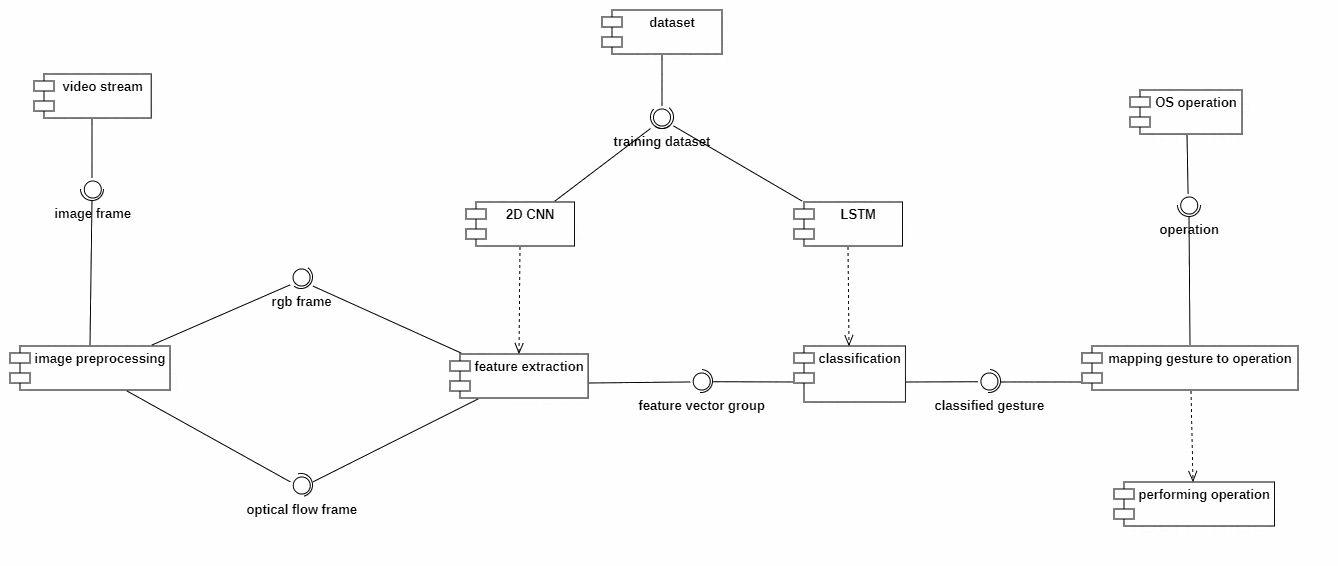 dataset
video stream
OS operation
training dataset
image frame
2D CNN
LSTM
operation
rgb frame
image preprocessing
feature extraction
classification
mapping gesture to operation
feature vector group
classified gesture
performing operation
optical flow frame